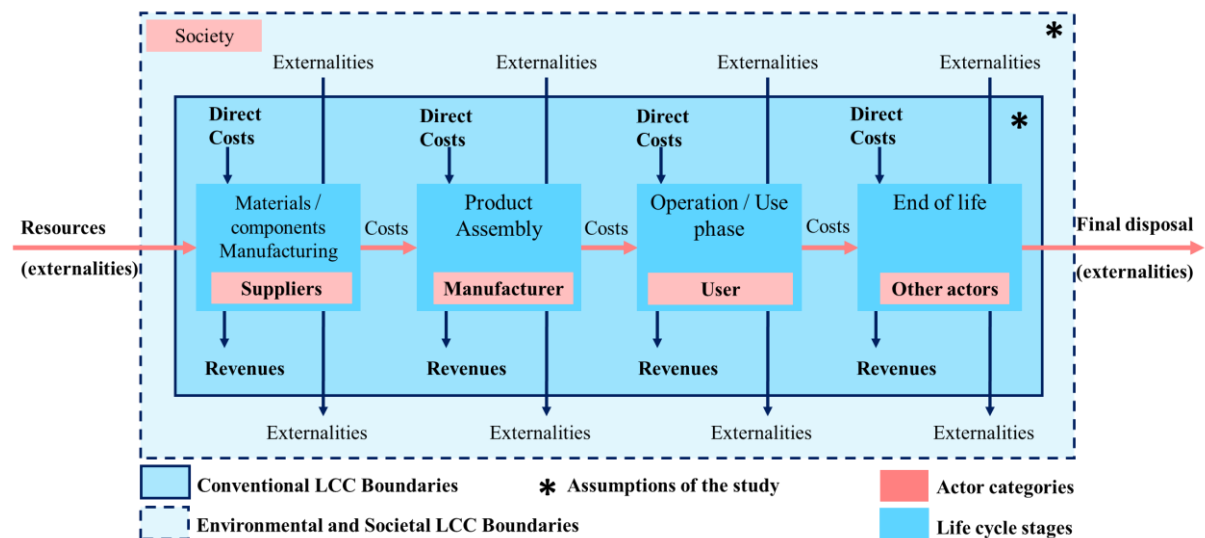 Society
*
Externalities Externalities Externalities Externalities
*
Direct Costs
Direct Costs
Direct Costs
Direct Costs
Materials / components Manufacturing
Product Assembly
Operation / Use phase
End of life
Resources
(externalities)
Costs
Costs
Costs
Final disposal
(externalities)
Suppliers
Manufacturer
User
Other actors
Revenues Revenues Revenues Revenues
Externalities Externalities Externalities Externalities
Conventional LCC Boundaries
* Assumptions of the study
Actor categories
Environmental and Societal LCC Boundaries
Life cycle stages